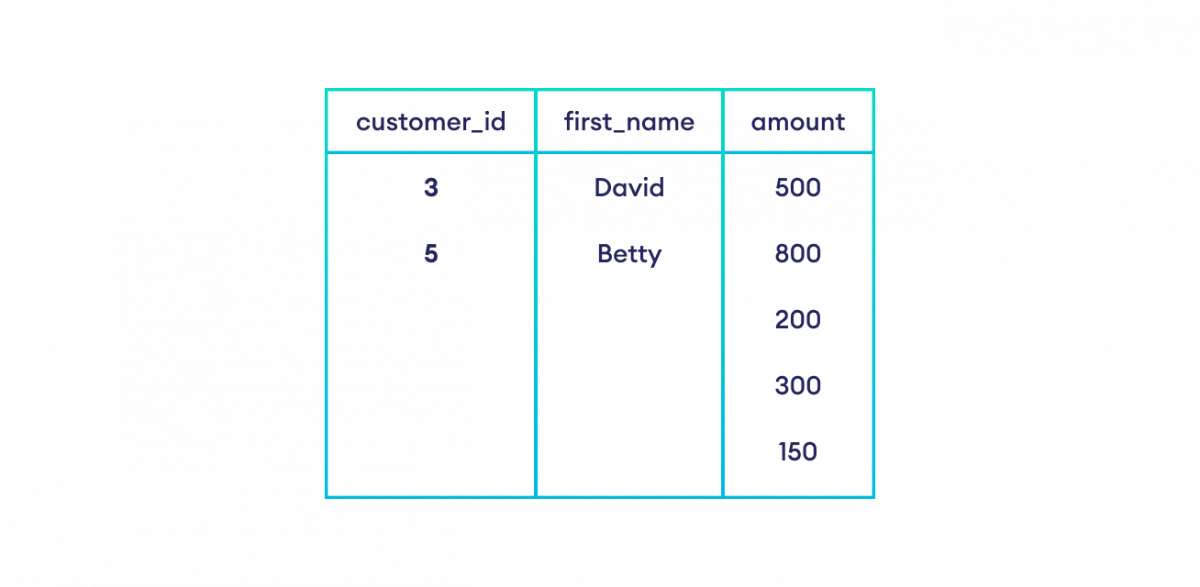 customer_id first_name amount
3 David 500
5 Betty 800
200
300
150